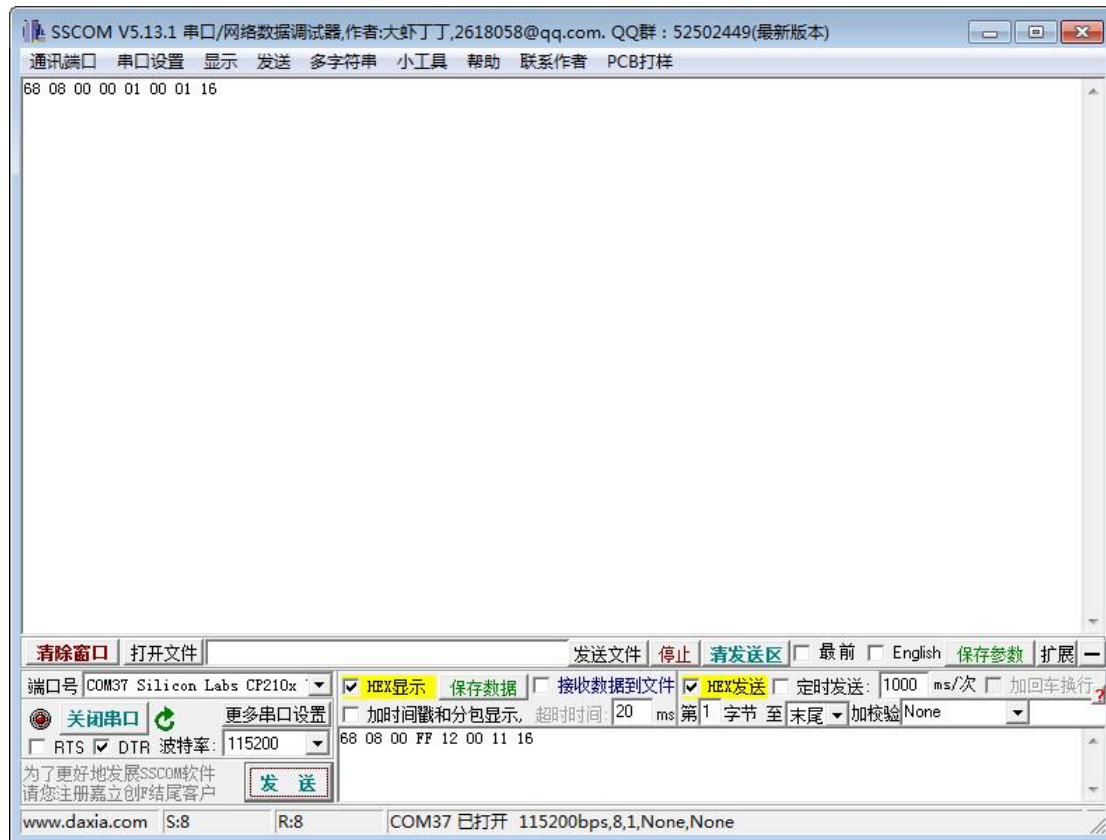 SSCOM V5.13.1 串口/网络数据调试器,作者:大虾丁丁,2618058@qq.com. QQ群：52502449(最新版本)
通讯端口 串口设置 显示 发送 多字符串 小工具 帮助 联系作者 PCB打样
68 08 00 00 01 00 01 16
清除窗口 打开文件 发送文件 停止 清发送区 最前 English 保存参数 扩展 —
端口号 COM37 Silicon Labs CP210x HEX显示 保存数据 接收数据到文件 HEX发送 定时发送: 1000 ms/次 加回车换行 ?
关闭串口 更多串口设置 加时间戳和分包显示, 超时时间: 20 ms 第 1 字节 至 末尾 加校验 None
RTS DTR 波特率: 115200 68 08 00 FF 12 00 11 16
为了更好地发展SSCOM软件
请您注册嘉立创F结尾客户
发 送
www.daxia.com S:8 R:8 COM37 已打开 115200bps,8,1,None,None